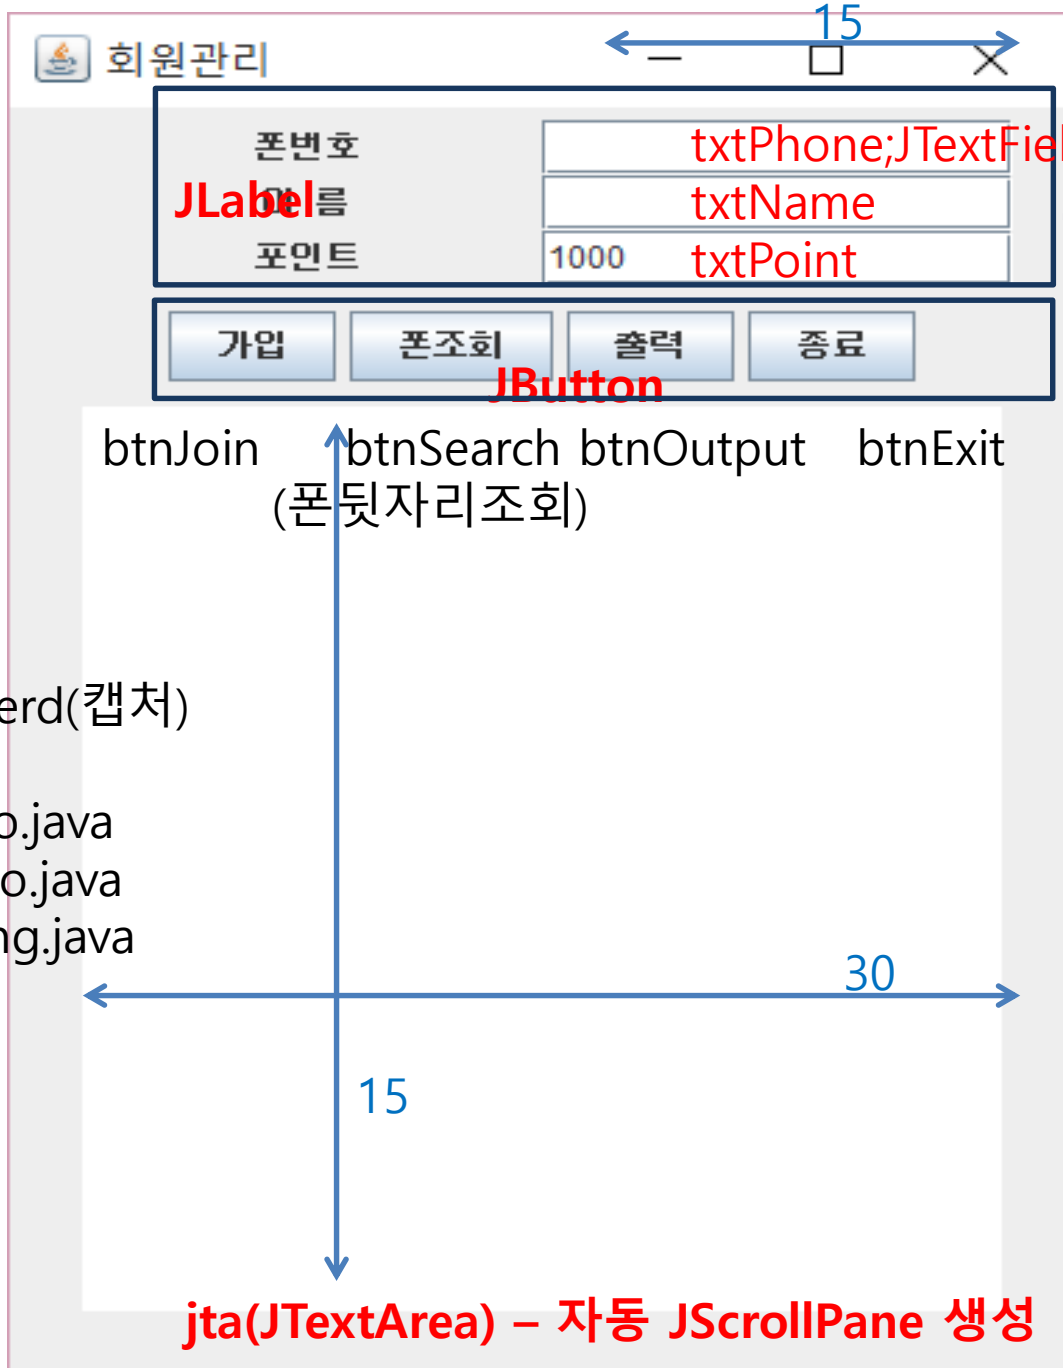 회원관리
15
폰번호
txtPhone;JTextFiel
JLabel
름
txtName
포인트
1000
txtPoint
가입 폰조회 출력 종료
JButton
btnJoin btnSearch btnOutput btnExit
(폰뒷자리조회)
erd(캡처)
o.java
o.java
ng.java
30
15
jta(JTextArea) – 자동 JScrollPane 생성